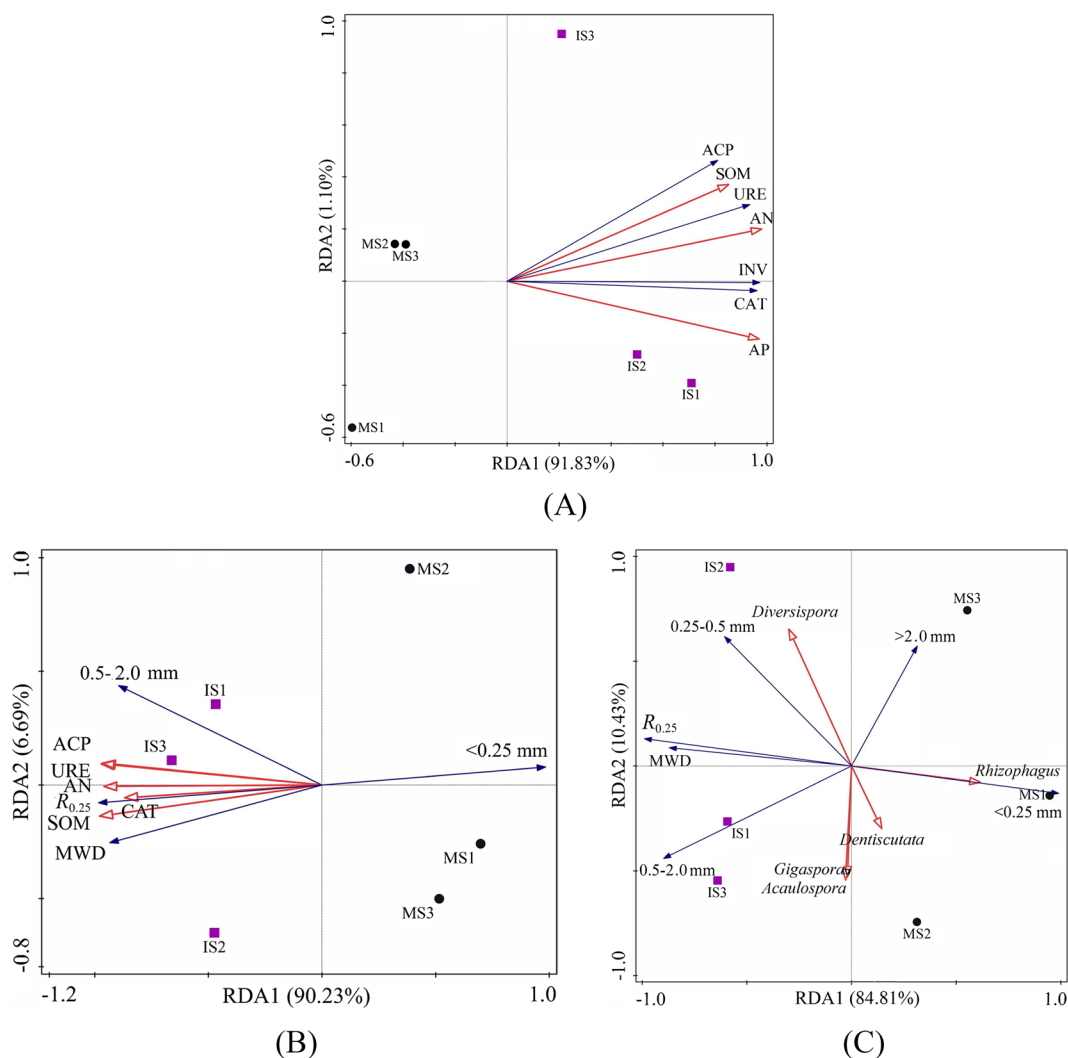 1.0
IS3
ACP
SOM
URE
AN
RDA2 (1.10%)
MS2
MS3
INV
CAT
AP
IS2
IS1
MS1
-0.6
-0.6
RDA1 (91.83%)
1.0
(A)
1.0
MS2
0.5-2.0 mm
IS1
RDA2 (6.69%)
ACP
IS3
<0.25 mm
URE
AN
R0.25
CAT
SOM
MWD
MS1
MS3
IS2
-0.8
-1.2
RDA1 (90.23%)
1.0
(B)
1.0
IS2
MS3
Diversispora
0.25-0.5 mm
>2.0 mm
R0.25
MWD
RDA2 (10.43%)
Rhizophagus
MS1
<0.25 mm
IS1
Dentiscutata
0.5-2.0 mm
Gigaspora
Acaulospora
IS3
MS2
-1.0
-1.0
RDA1 (84.81%)
1.0
(C)